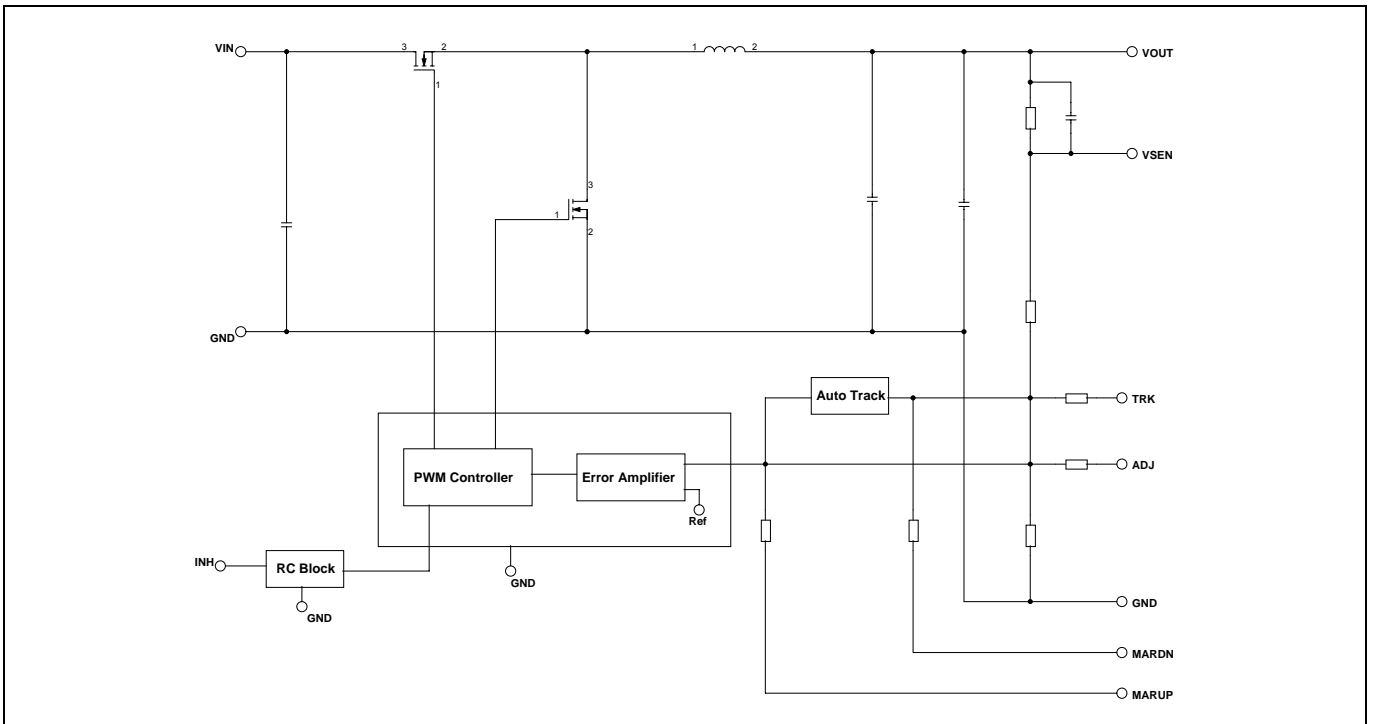 VIN
3
2
1
1
2
VOUT
VSEN
3
1
2
GND
Auto Track
TRK
PWM Controller
Error Amplifier
ADJ
Ref
INH
RC Block
GND
GND
GND
MARDN
MARUP